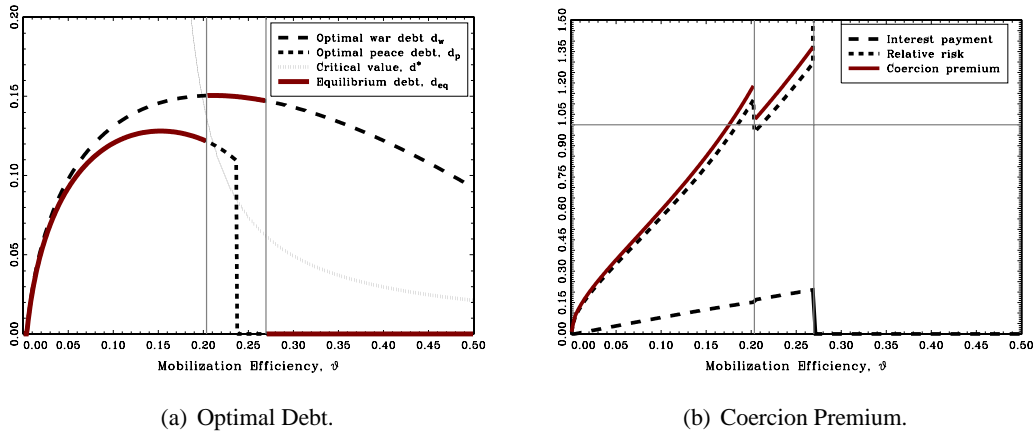 0.20
0.15
0.10
0.05
0.00
Optimal war debt d_w
Optimal peace debt, d_p
Critical value, d*
Equilibrium debt, d_eq
0.00 0.05 0.10 0.15 0.20 0.25 0.30 0.35 0.40 0.45 0.50
Mobilization Efficiency, ϑ
(a) Optimal Debt.
1.50
1.35
1.20
1.05
0.90
0.75
0.60
0.45
0.30
0.15
0.00
Interest payment
Relative risk
Coercion premium
0.00 0.05 0.10 0.15 0.20 0.25 0.30 0.35 0.40 0.45 0.50
Mobilization Efficiency, ϑ
(b) Coercion Premium.